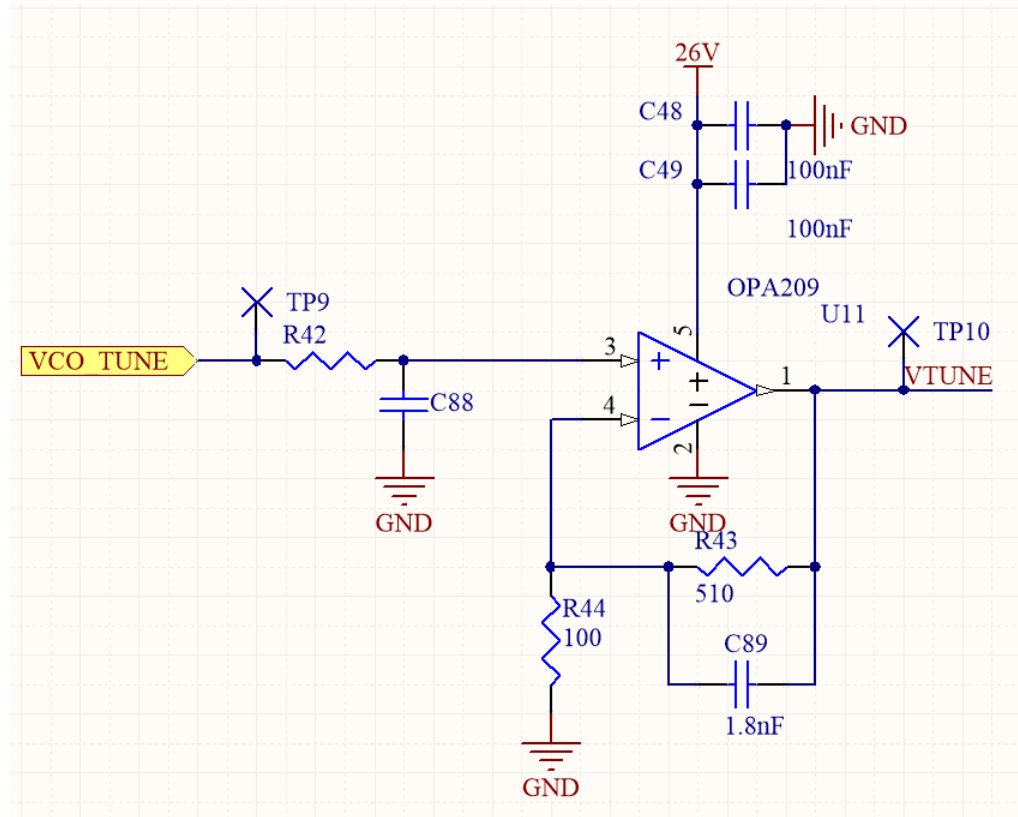 26V
C48
GND
C49
100nF
100nF
OPA209
U11
TP9
TP10
R42
5
VCO_TUNE
3
+
+
−
1
VTUNE
4
−
C88
2
GND
GND
R43
510
R44
100
C89
1.8nF
GND